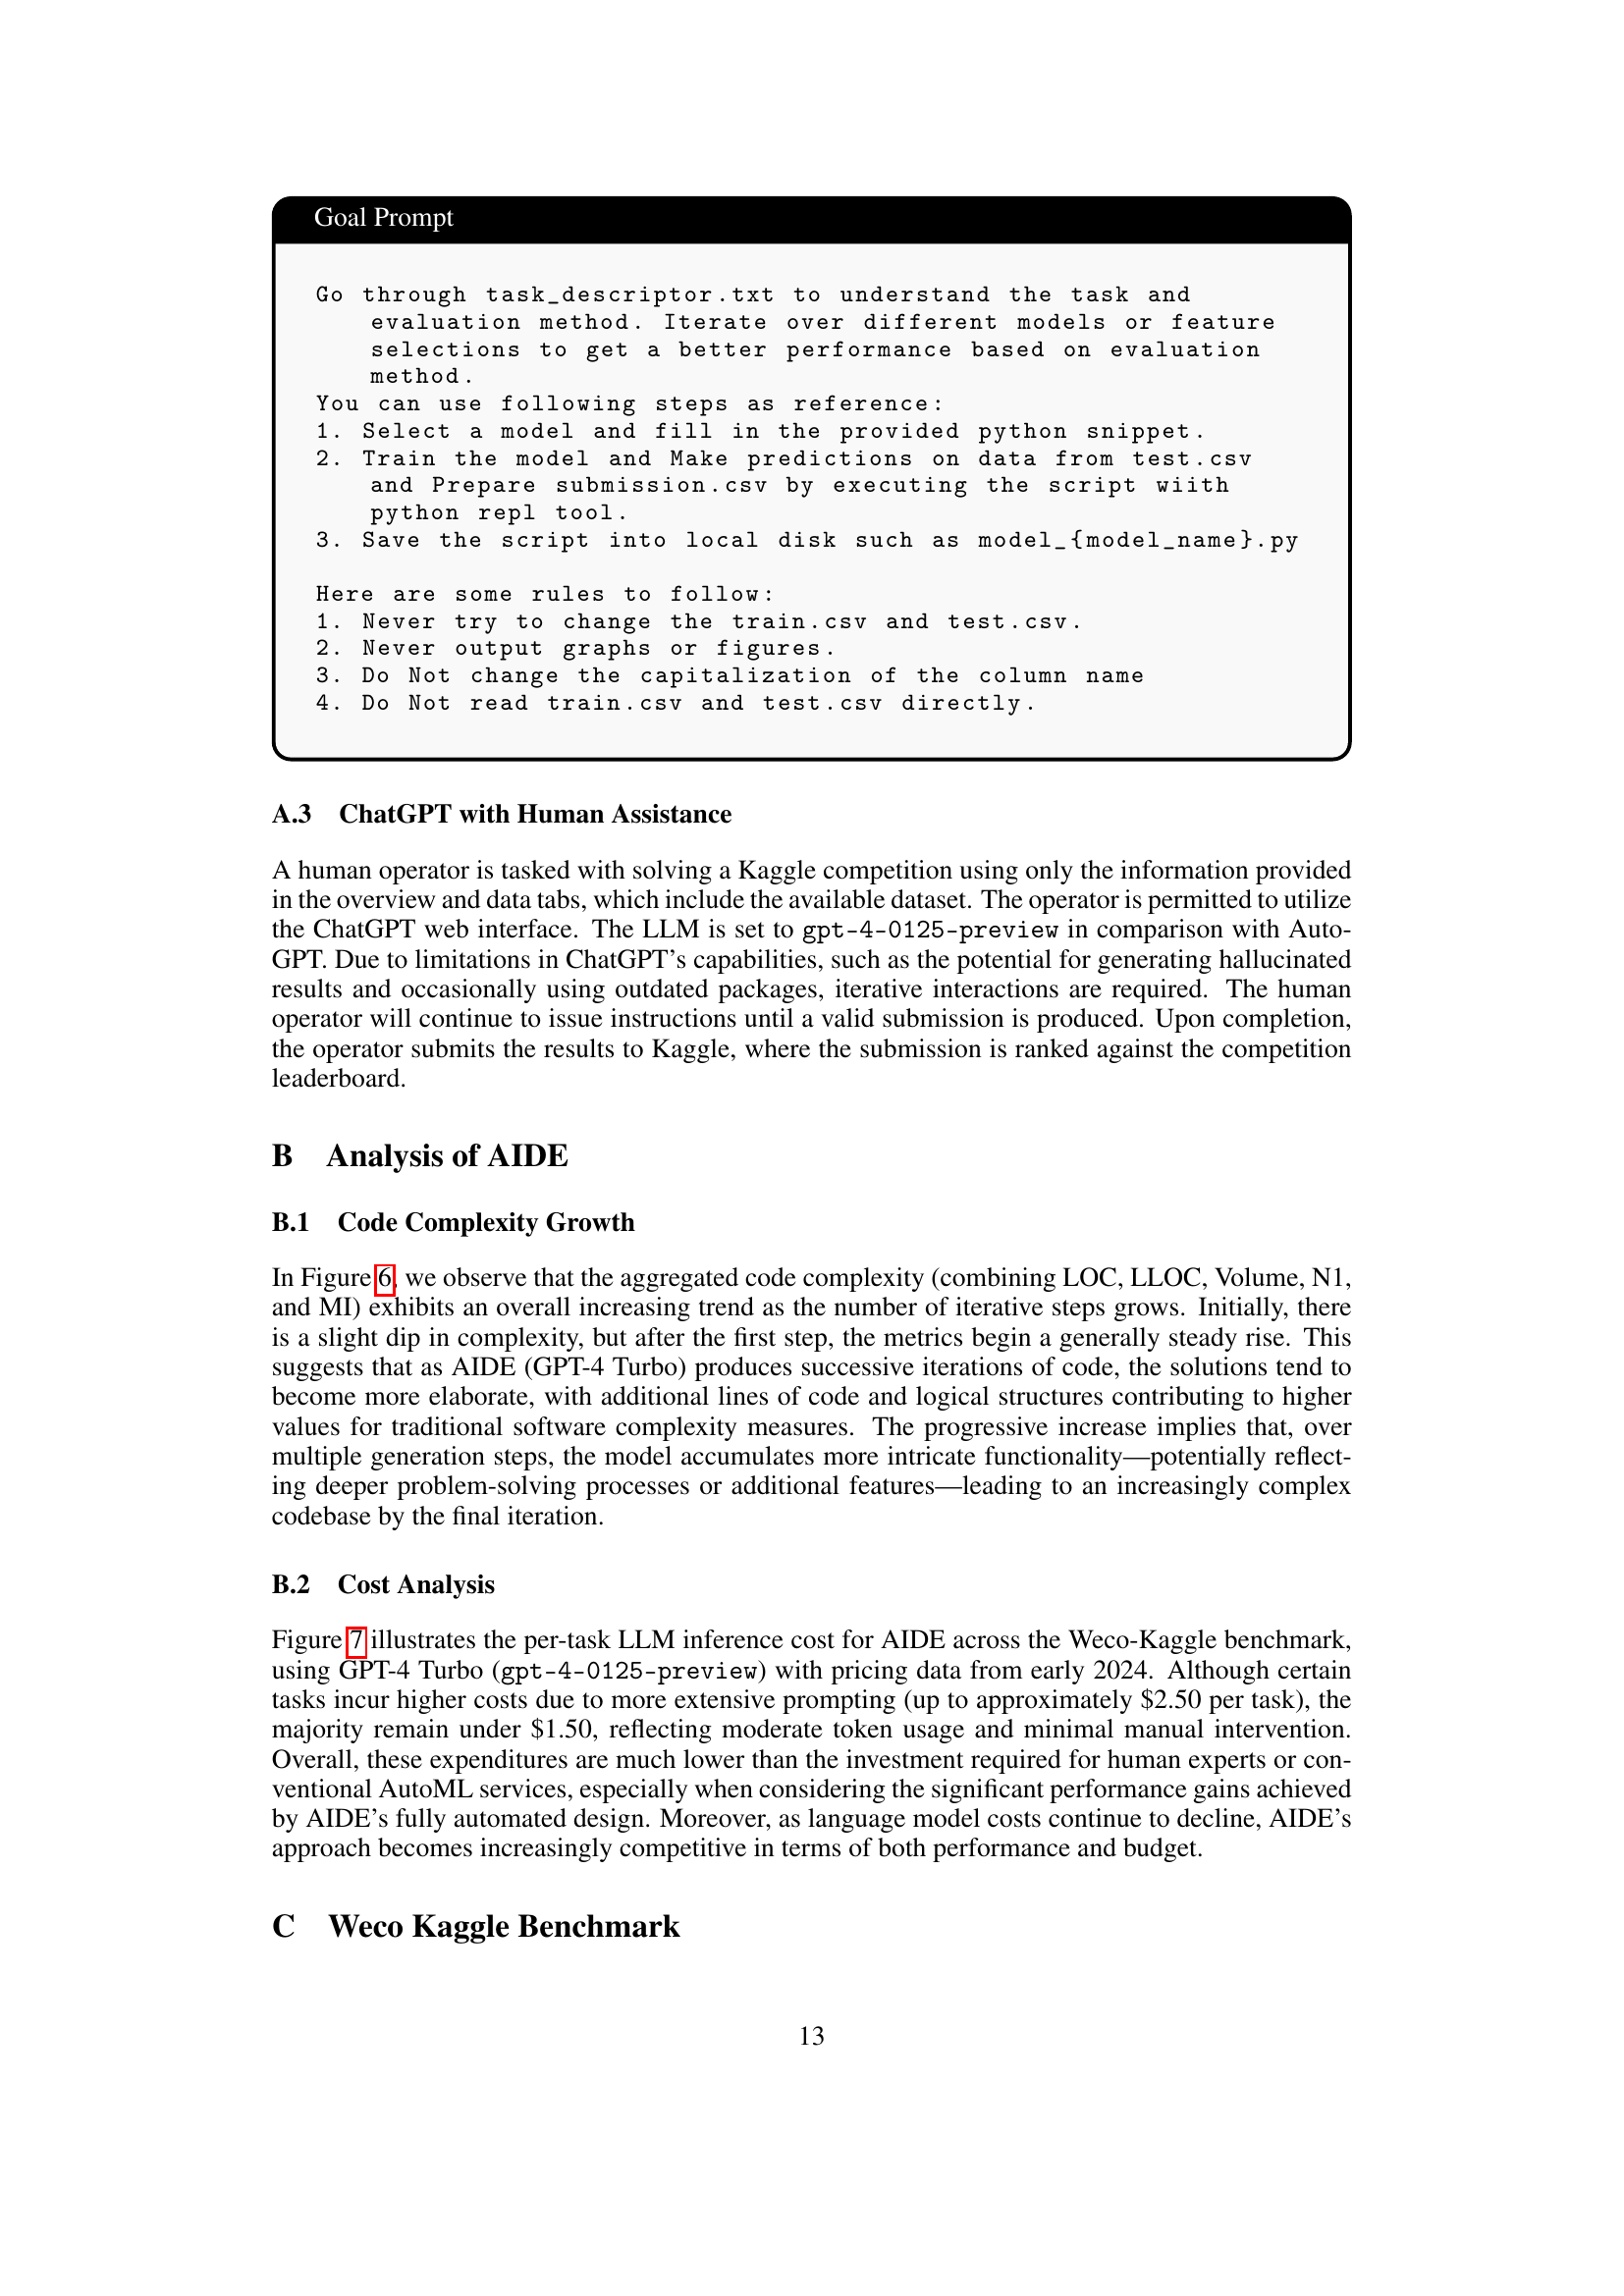 Goal Prompt
Go through task_descriptor.txt to understand the task and
evaluation method. Iterate over different models or feature
selections to get a better performance based on evaluation
method.
You can use following steps as reference:
1. Select a model and fill in the provided python snippet.
2. Train the model and Make predictions on data from test.csv
and Prepare submission.csv by executing the script wiith
python repl tool.
3. Save the script into local disk such as model_{model_name}.py
Here are some rules to follow:
1. Never try to change the train.csv and test.csv.
2. Never output graphs or figures.
3. Do Not change the capitalization of the column name
4. Do Not read train.csv and test.csv directly.
A.3 ChatGPT with Human Assistance
A human operator is tasked with solving a Kaggle competition using only the information provided
in the overview and data tabs, which include the available dataset. The operator is permitted to utilize
the ChatGPT web interface. The LLM is set to gpt-4-0125-preview in comparison with Auto-
GPT. Due to limitations in ChatGPT's capabilities, such as the potential for generating hallucinated
results and occasionally using outdated packages, iterative interactions are required. The human
operator will continue to issue instructions until a valid submission is produced. Upon completion,
the operator submits the results to Kaggle, where the submission is ranked against the competition
leaderboard.
B Analysis of AIDE
B.1 Code Complexity Growth
In Figure 6, we observe that the aggregated code complexity (combining LOC, LLOC, Volume, N1,
and MI) exhibits an overall increasing trend as the number of iterative steps grows. Initially, there
is a slight dip in complexity, but after the first step, the metrics begin a generally steady rise. This
suggests that as AIDE (GPT-4 Turbo) produces successive iterations of code, the solutions tend to
become more elaborate, with additional lines of code and logical structures contributing to higher
values for traditional software complexity measures. The progressive increase implies that, over
multiple generation steps, the model accumulates more intricate functionality—potentially reflect-
ing deeper problem-solving processes or additional features—leading to an increasingly complex
codebase by the final iteration.
B.2 Cost Analysis
Figure 7 illustrates the per-task LLM inference cost for AIDE across the Weco-Kaggle benchmark,
using GPT-4 Turbo (gpt-4-0125-preview) with pricing data from early 2024. Although certain
tasks incur higher costs due to more extensive prompting (up to approximately $2.50 per task), the
majority remain under $1.50, reflecting moderate token usage and minimal manual intervention.
Overall, these expenditures are much lower than the investment required for human experts or con-
ventional AutoML services, especially when considering the significant performance gains achieved
by AIDE's fully automated design. Moreover, as language model costs continue to decline, AIDE's
approach becomes increasingly competitive in terms of both performance and budget.
C Weco Kaggle Benchmark
13